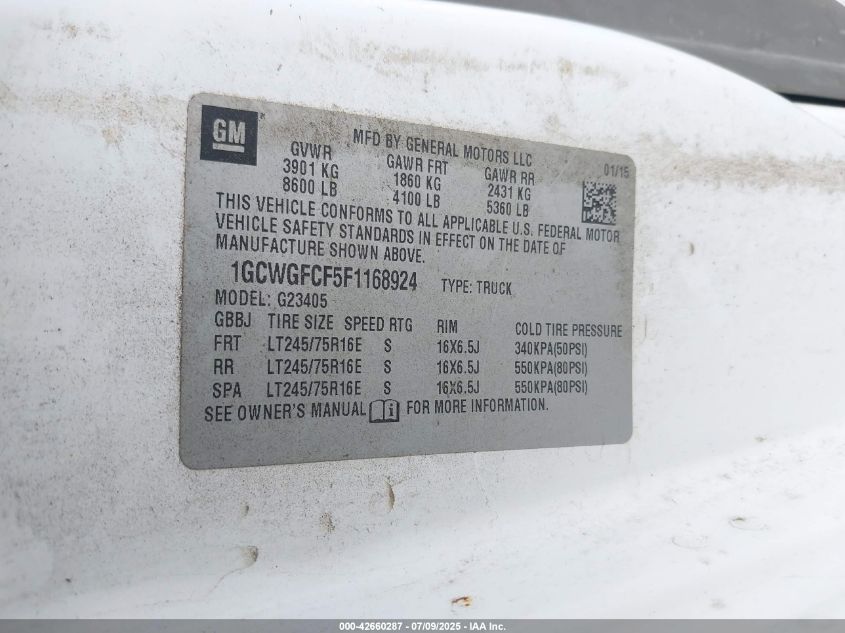 GM
MFD BY GENERAL MOTORS LLC
01/15
GVWR GAWR FRT GAWR RR
3901 KG 1860 KG 2431 KG
8600 LB 4100 LB 5360 LB
THIS VEHICLE CONFORMS TO ALL APPLICABLE U.S. FEDERAL MOTOR
VEHICLE SAFETY STANDARDS IN EFFECT ON THE DATE OF
MANUFACTURE SHOWN ABOVE.
1GCWGFCF5F1168924 TYPE: TRUCK
MODEL: G23405
GBBJ TIRE SIZE SPEED RTG RIM COLD TIRE PRESSURE
FRT LT245/75R16E S 16X6.5J 340KPA(50PSI)
RR LT245/75R16E S 16X6.5J 550KPA(80PSI)
SPA LT245/75R16E S 16X6.5J 550KPA(80PSI)
SEE OWNER'S MANUAL i FOR MORE INFORMATION.
000-42660287 - 07/09/2025 - IAA Inc.